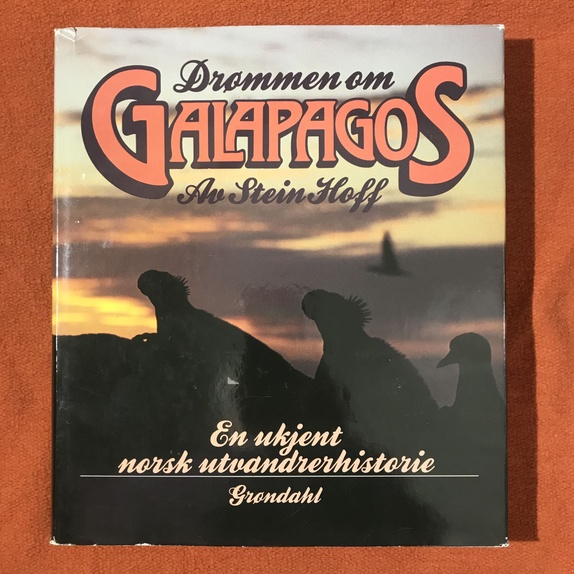 Drømmen om
GALAPAGOS
Av Stein Hoff
En ukjent
norsk utvandrerhistorie
Grøndahl